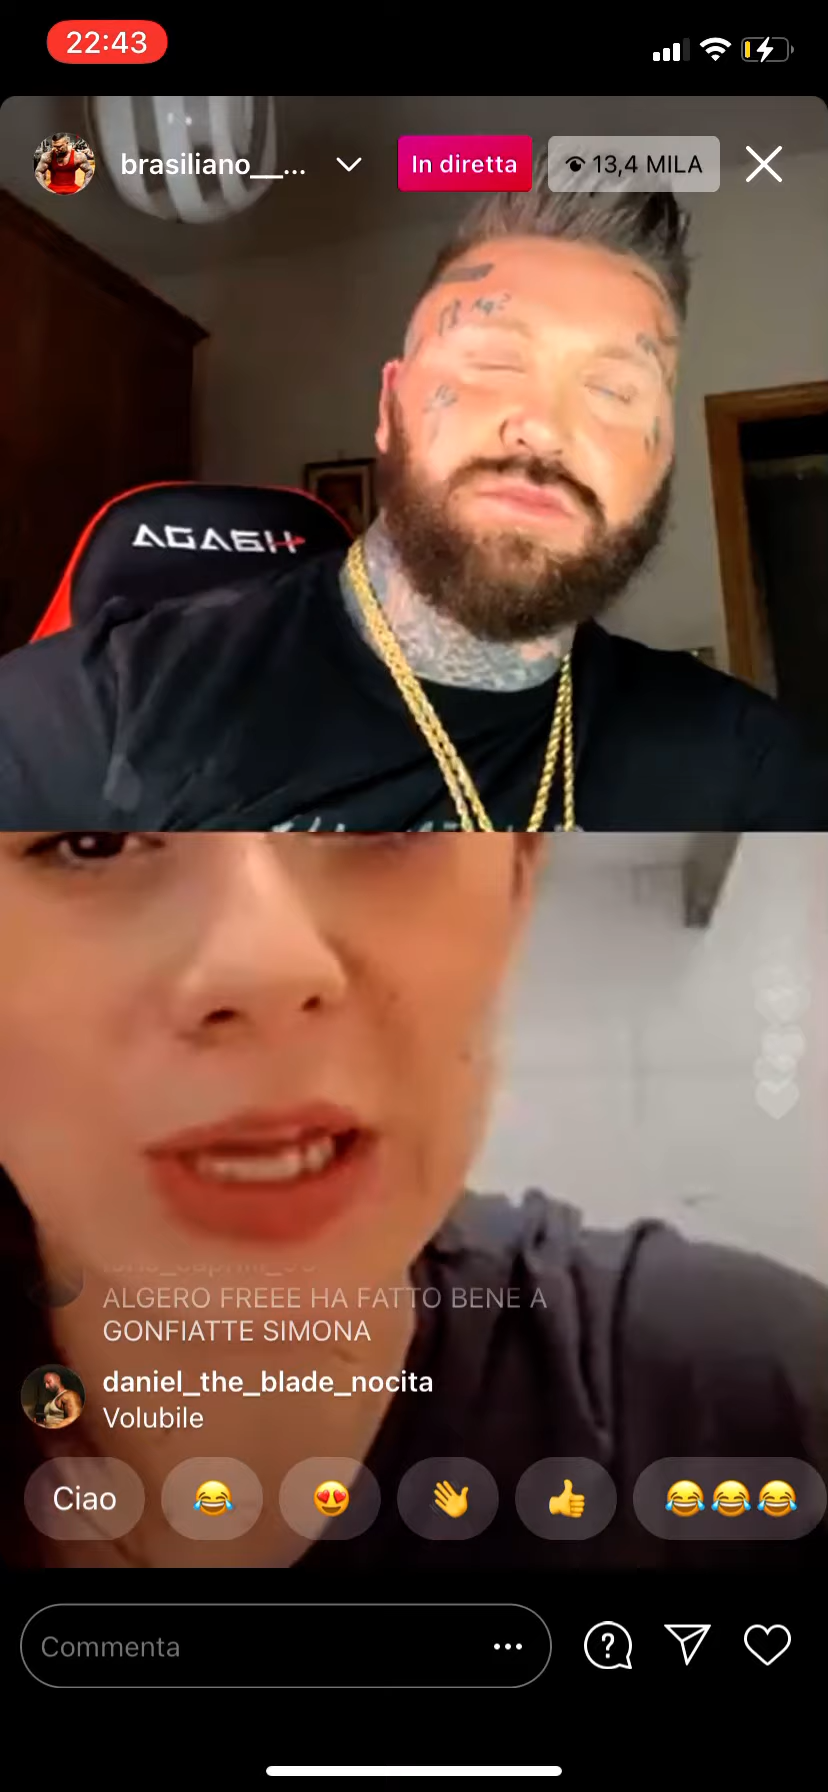 22:43
brasiliano__...
In diretta
13,4 MILA
AGASH
ALGERO FREEE HA FATTO BENE A
GONFIATTE SIMONA
daniel_the_blade_nocita
Volubile
Ciao
Commenta